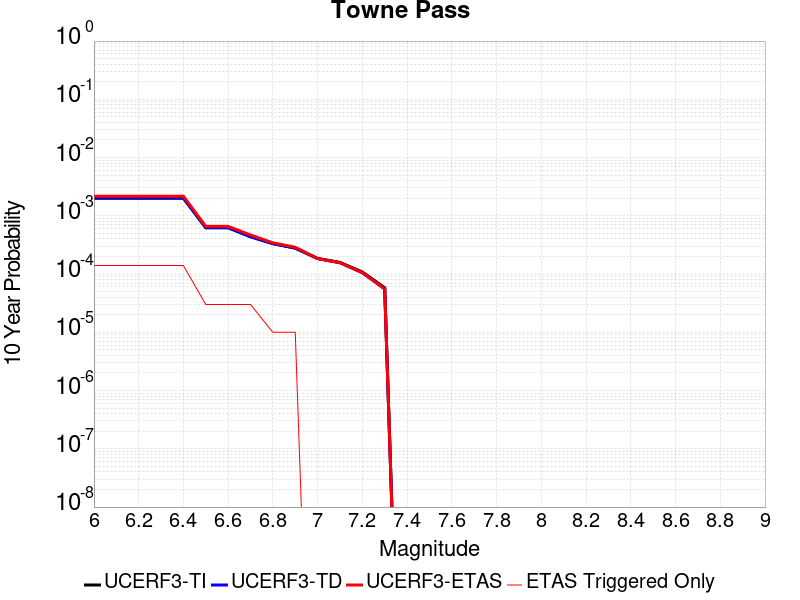 Towne Pass
10 Year Probability
10^0
10^-1
10^-2
10^-3
10^-4
10^-5
10^-6
10^-7
10^-8
6 6.2 6.4 6.6 6.8 7 7.2 7.4 7.6 7.8 8 8.2 8.4 8.6 8.8 9
Magnitude
UCERF3-TI UCERF3-TD UCERF3-ETAS ETAS Triggered Only